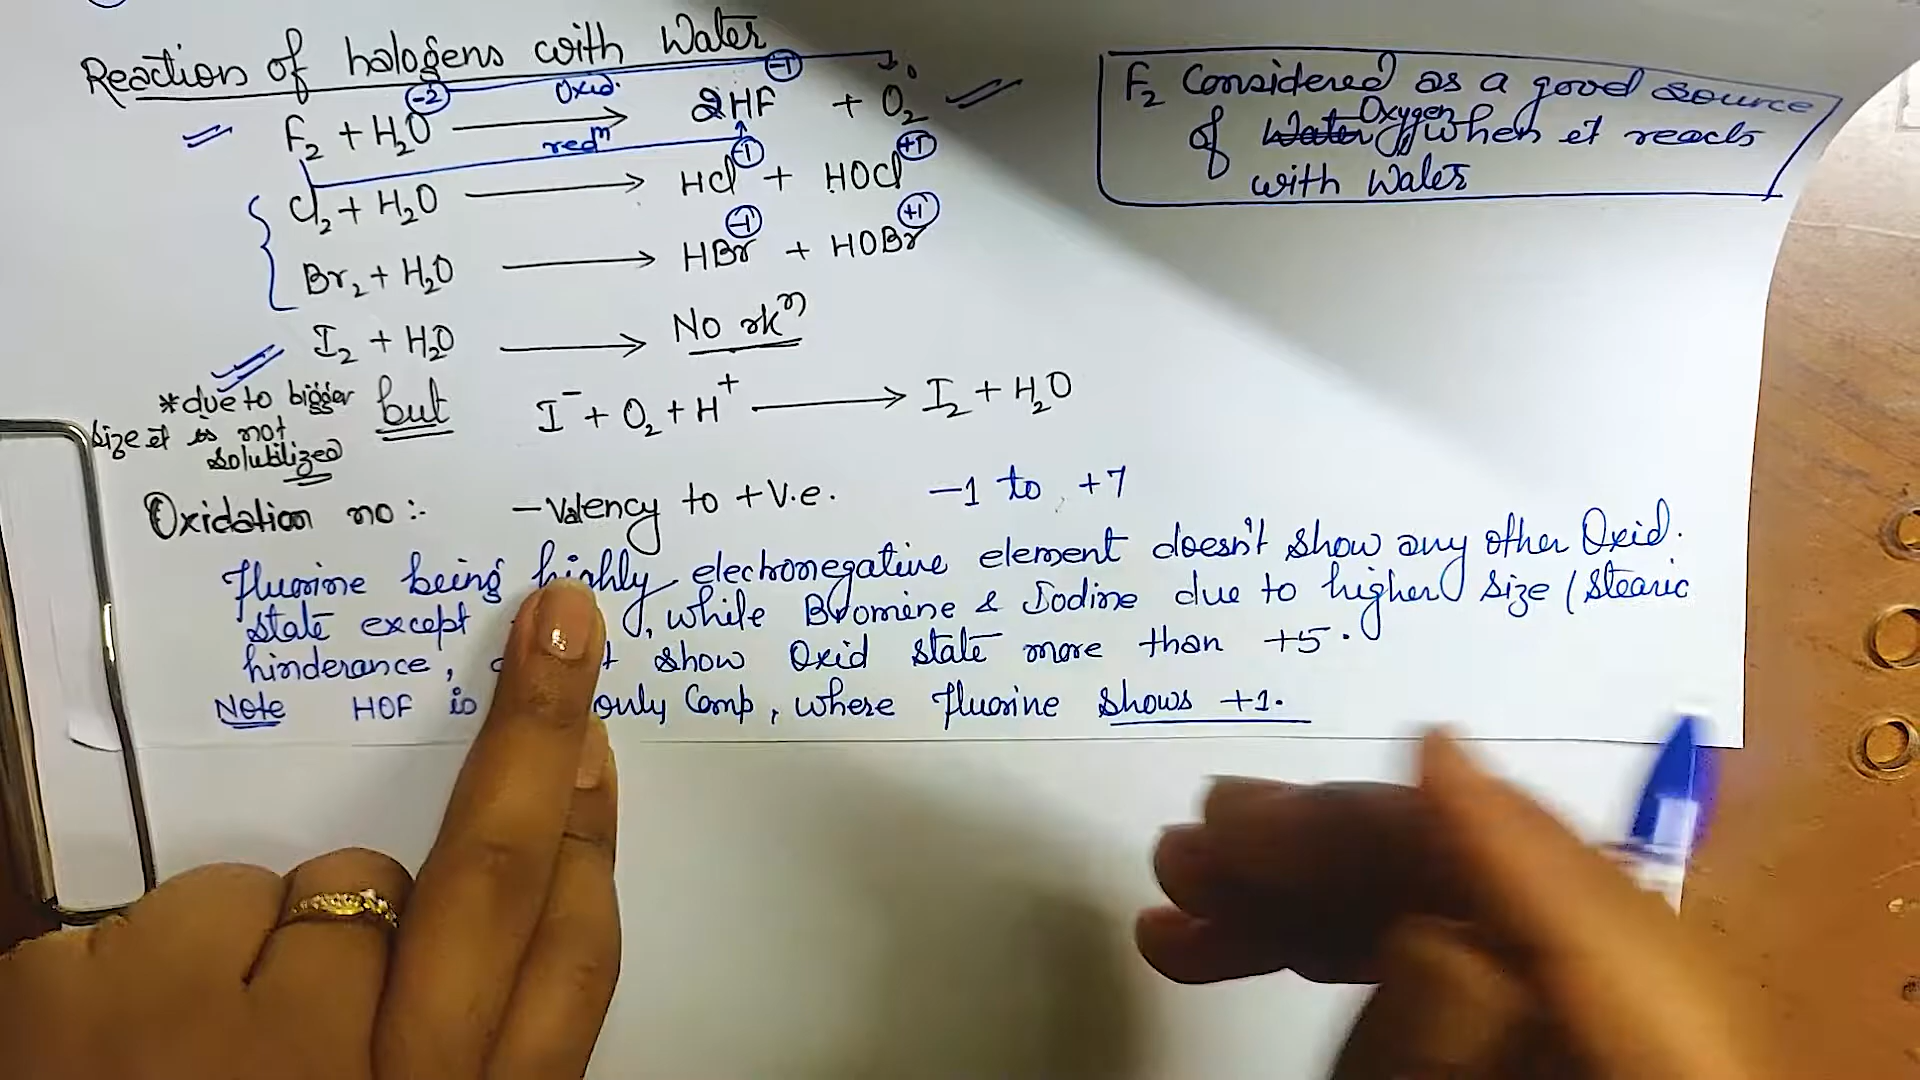 Reaction of halogens with Water
F₂ + H₂O⁻² —oxid.→ 2HF⁻¹ + O₂⁰
redⁿ
Cl₂ + H₂O → HCl⁻¹ + HOCl⁺¹
Br₂ + H₂O → HBr⁻¹ + HOBr⁺¹
I₂ + H₂O → No rkⁿ
*due to bigger
size it is not
solubilized
but I⁻ + O₂ + H⁺ → I₂ + H₂O
F₂ Considered as a good source
of Water Oxygen when it reacts
with Water
Oxidation no :- -Valency to +V.e. -1 to +7
Fluorine being highly electronegative element doesn't show any other Oxid.
state except , while Bromine & Iodine due to higher size (stearic
hinderance, show Oxid state more than +5.
Note HOF is only Comp, where fluorine shows +1.